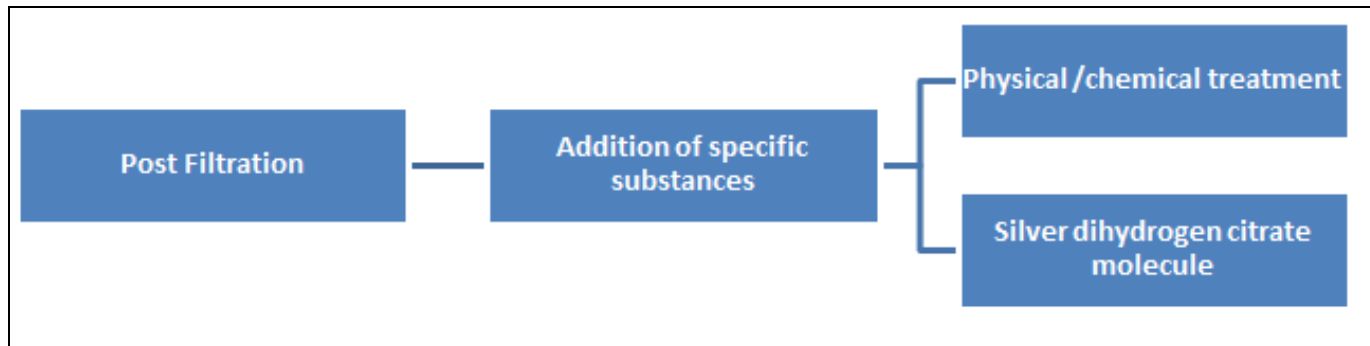 Post Filtration
Addition of specific
substances
Physical /chemical treatment
Silver dihydrogen citrate
molecule